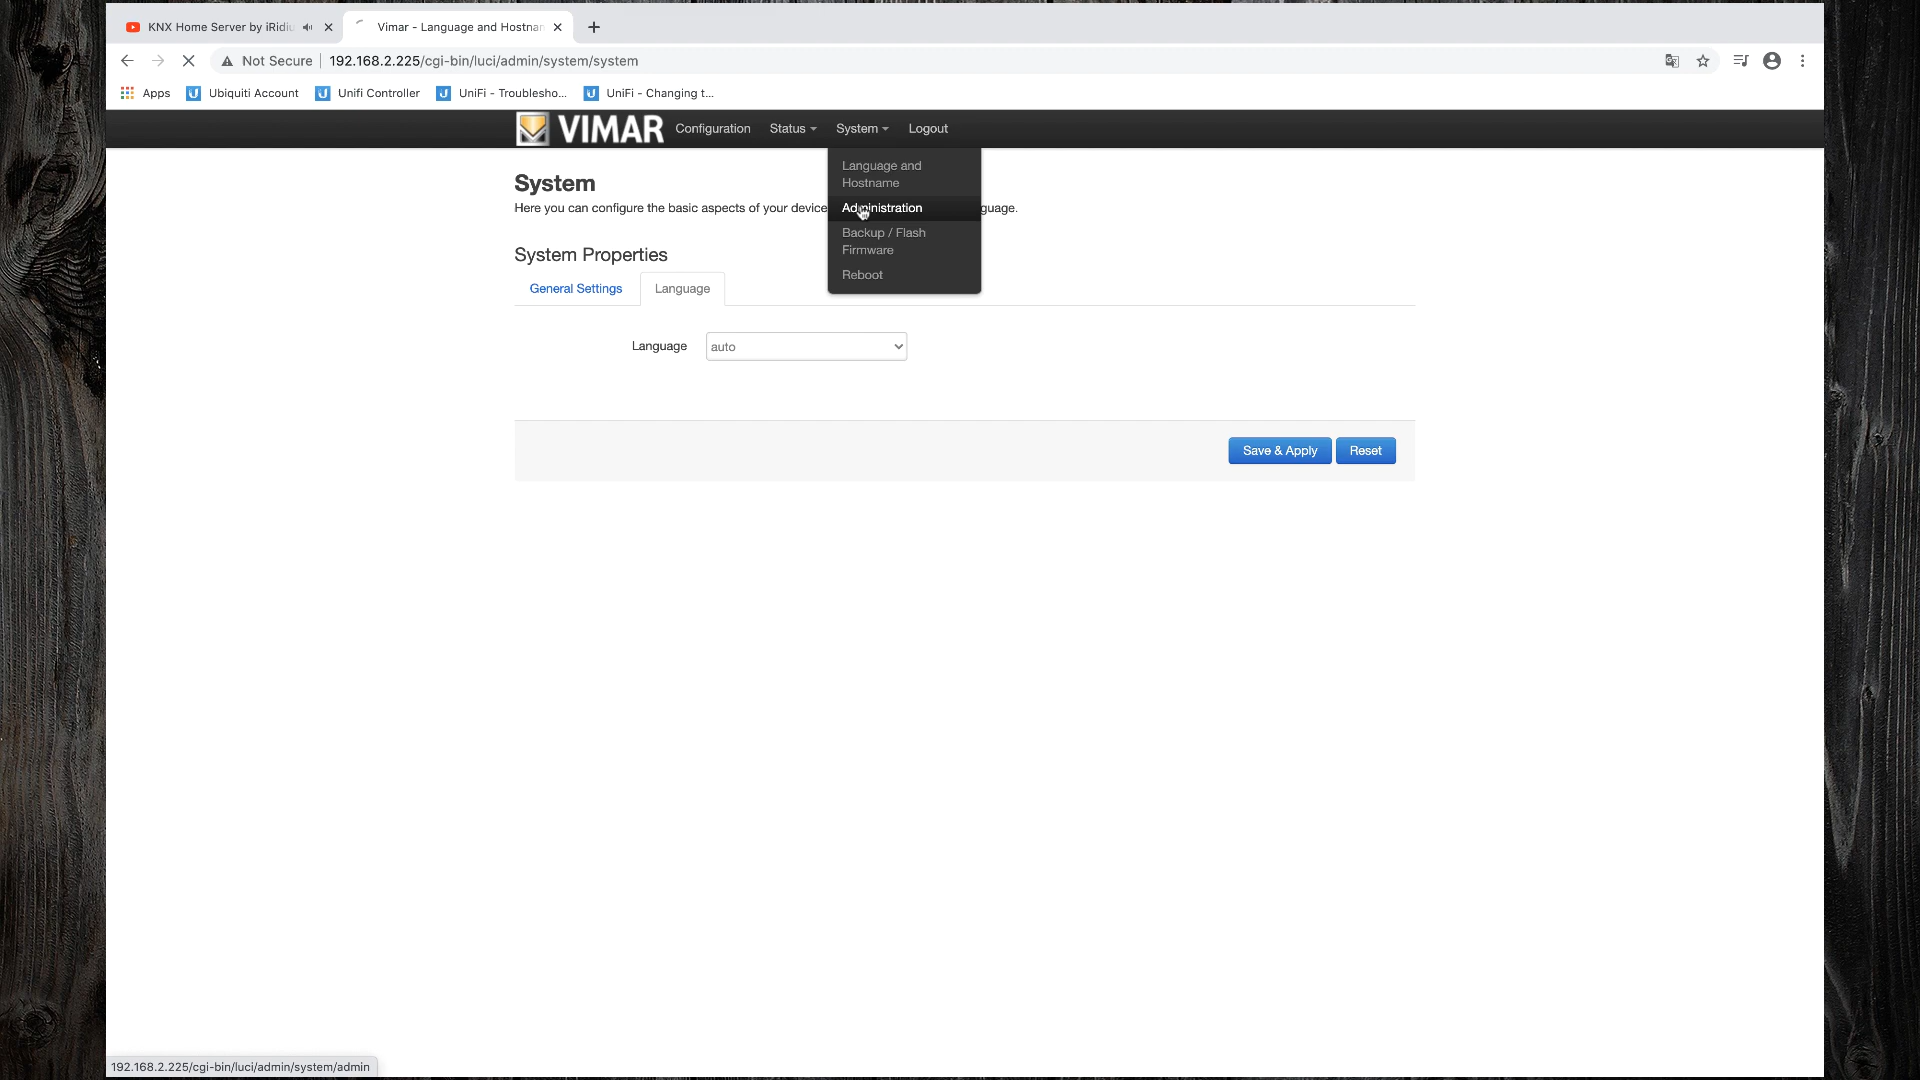 KNX Home Server by iRidiu
Vimar - Language and Hostnam
Not Secure
192.168.2.225/cgi-bin/luci/admin/system/system
Apps
Ubiquiti Account
Unifi Controller
UniFi - Troublesho...
UniFi - Changing t...
VIMAR
Configuration
Status
System
Logout
Language and
Hostname
Administration
Backup / Flash
Firmware
Reboot
System
Here you can configure the basic aspects of your device
guage.
System Properties
General Settings
Language
Language
auto
Save & Apply
Reset
192.168.2.225/cgi-bin/luci/admin/system/admin